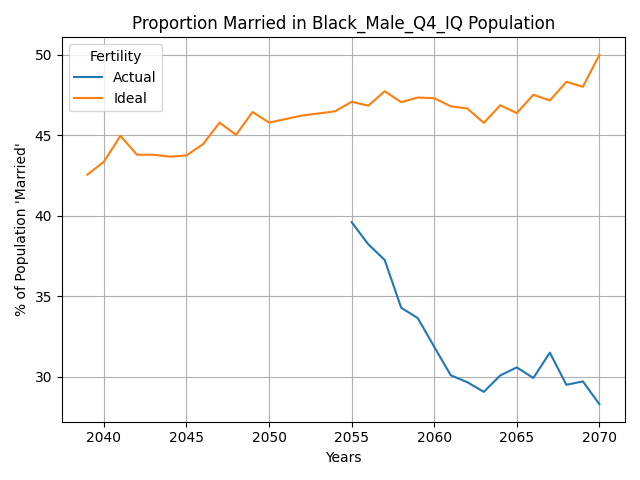 Proportion Married in Black_Male_Q4_IQ Population
Fertility
Actual
Ideal
50
45
40
35
30
% of Population 'Married'
2040 2045 2050 2055 2060 2065 2070
Years